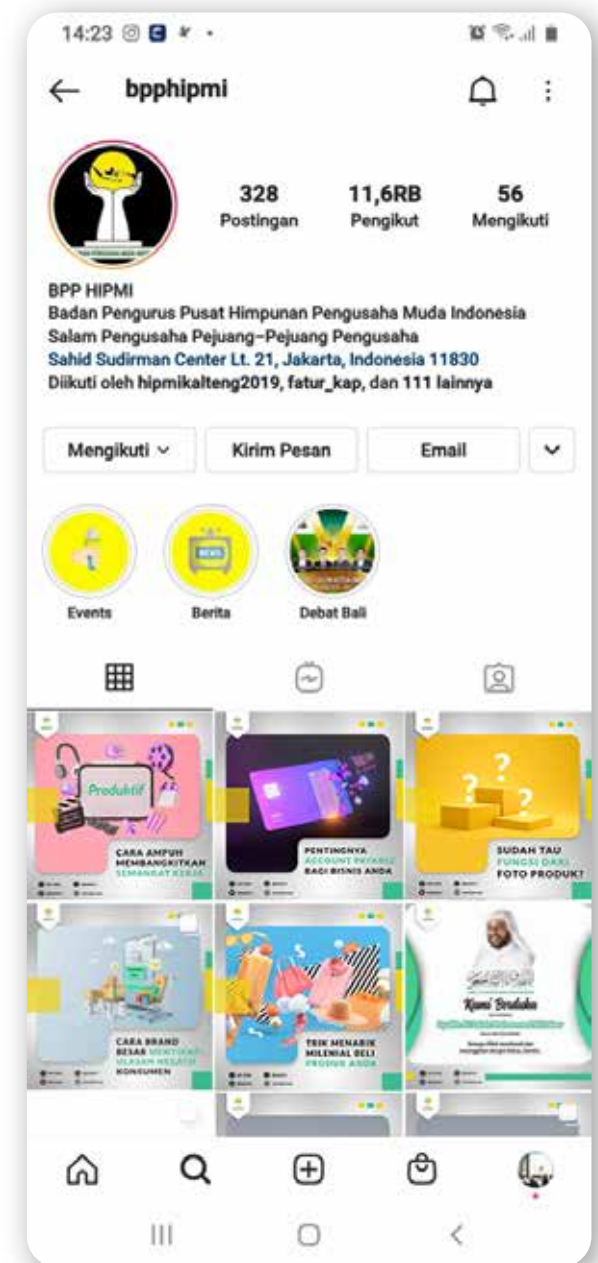 14:23
bpphipmi
328 11,6RB 56
Postingan Pengikut Mengikuti
BPP HIPMI
Badan Pengurus Pusat Himpunan Pengusaha Muda Indonesia
Salam Pengusaha Pejuang–Pejuang Pengusaha
Sahid Sudirman Center Lt. 21, Jakarta, Indonesia 11830
Diikuti oleh hipmikalteng2019, fatur_kap, dan 111 lainnya
Mengikuti Kirim Pesan Email
NEWS
Events Berita Debat Bali
Produktif
CARA AMPUH
MEMBANGKITKAN
SEMANGAT KERJA
PENTINGNYA
ACCOUNT PAYABLE
BAGI BISNIS ANDA
? ? ?
SUDAH TAU
FUNGSI DARI
FOTO PRODUK?
CARA BRAND
BESAR
ULASAN NEGATIF
KONSUMEN
TRIK MENARIK
MILENIAL BELI
PRODUK ANDA
Kami Berduka